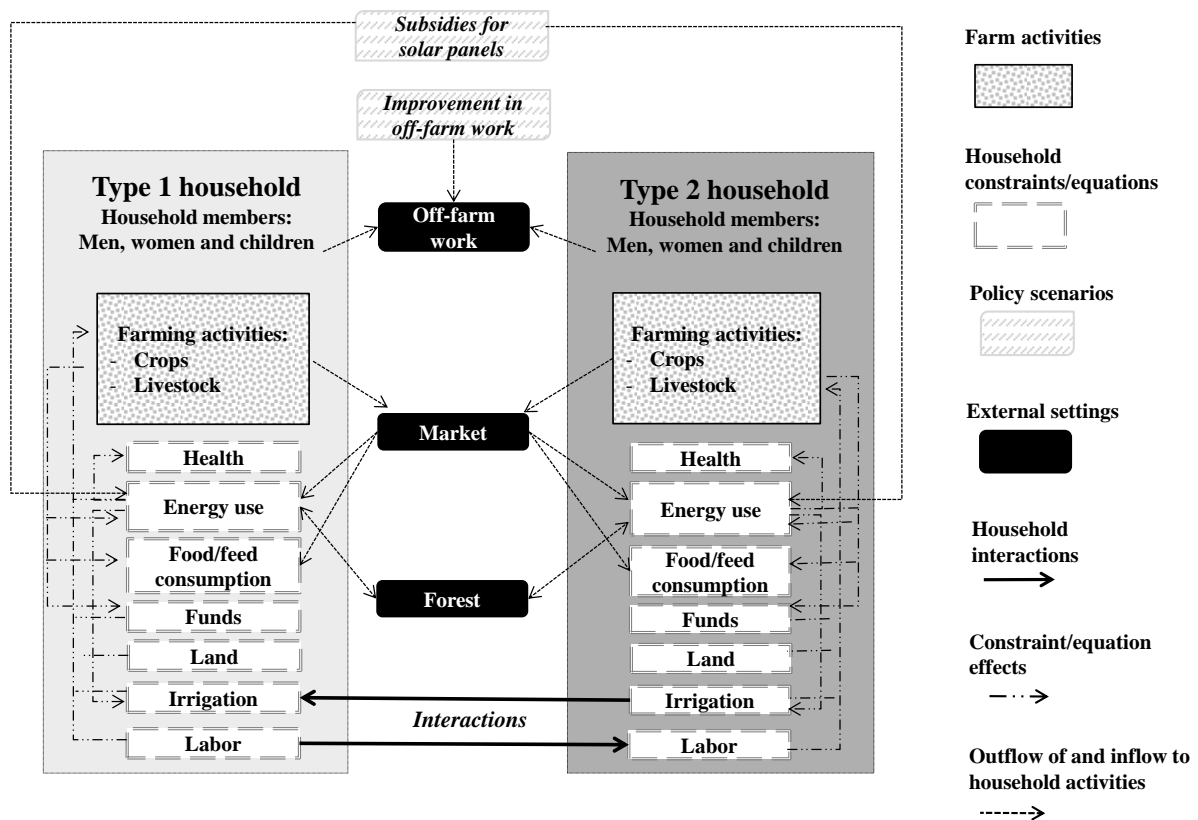 Subsidies for
solar panels
Improvement in
off-farm work
Type 1 household
Household members:
Men, women and children
Off-farm
work
Type 2 household
Household members:
Men, women and children
Farming activities:
- Crops
- Livestock
Market
Farming activities:
- Crops
- Livestock
Health
Energy use
Food/feed
consumption
Funds
Land
Irrigation
Labor
Forest
Interactions
Health
Energy use
Food/feed
consumption
Funds
Land
Irrigation
Labor
Farm activities
Household
constraints/equations
Policy scenarios
External settings
Household
interactions
Constraint/equation
effects
Outflow of and inflow to
household activities